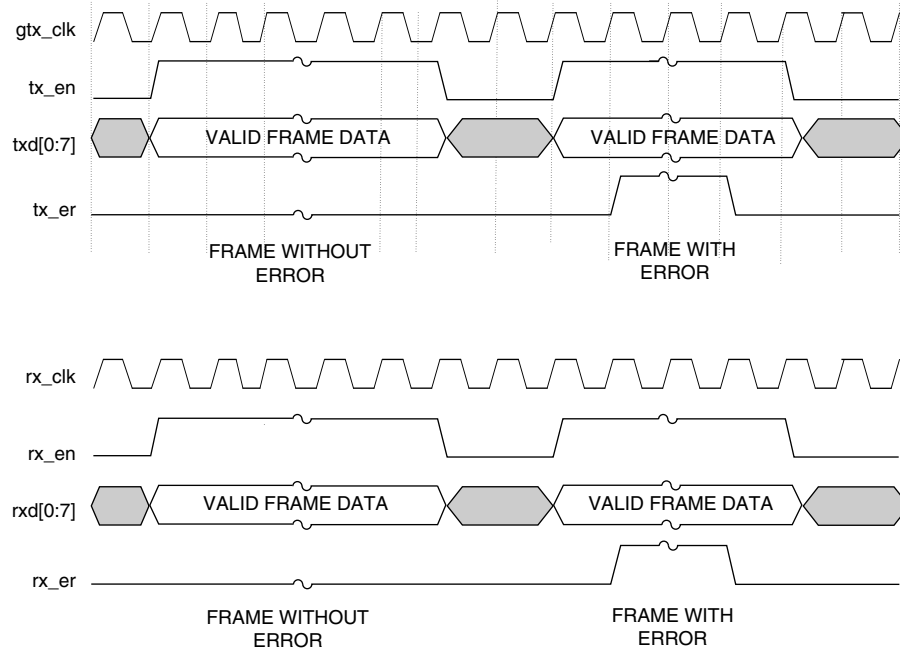 gtx_clk
tx_en
txd[0:7]
VALID FRAME DATA
VALID FRAME DATA
tx_er
FRAME WITHOUT
ERROR
FRAME WITH
ERROR
rx_clk
rx_en
rxd[0:7]
VALID FRAME DATA
VALID FRAME DATA
rx_er
FRAME WITHOUT
ERROR
FRAME WITH
ERROR